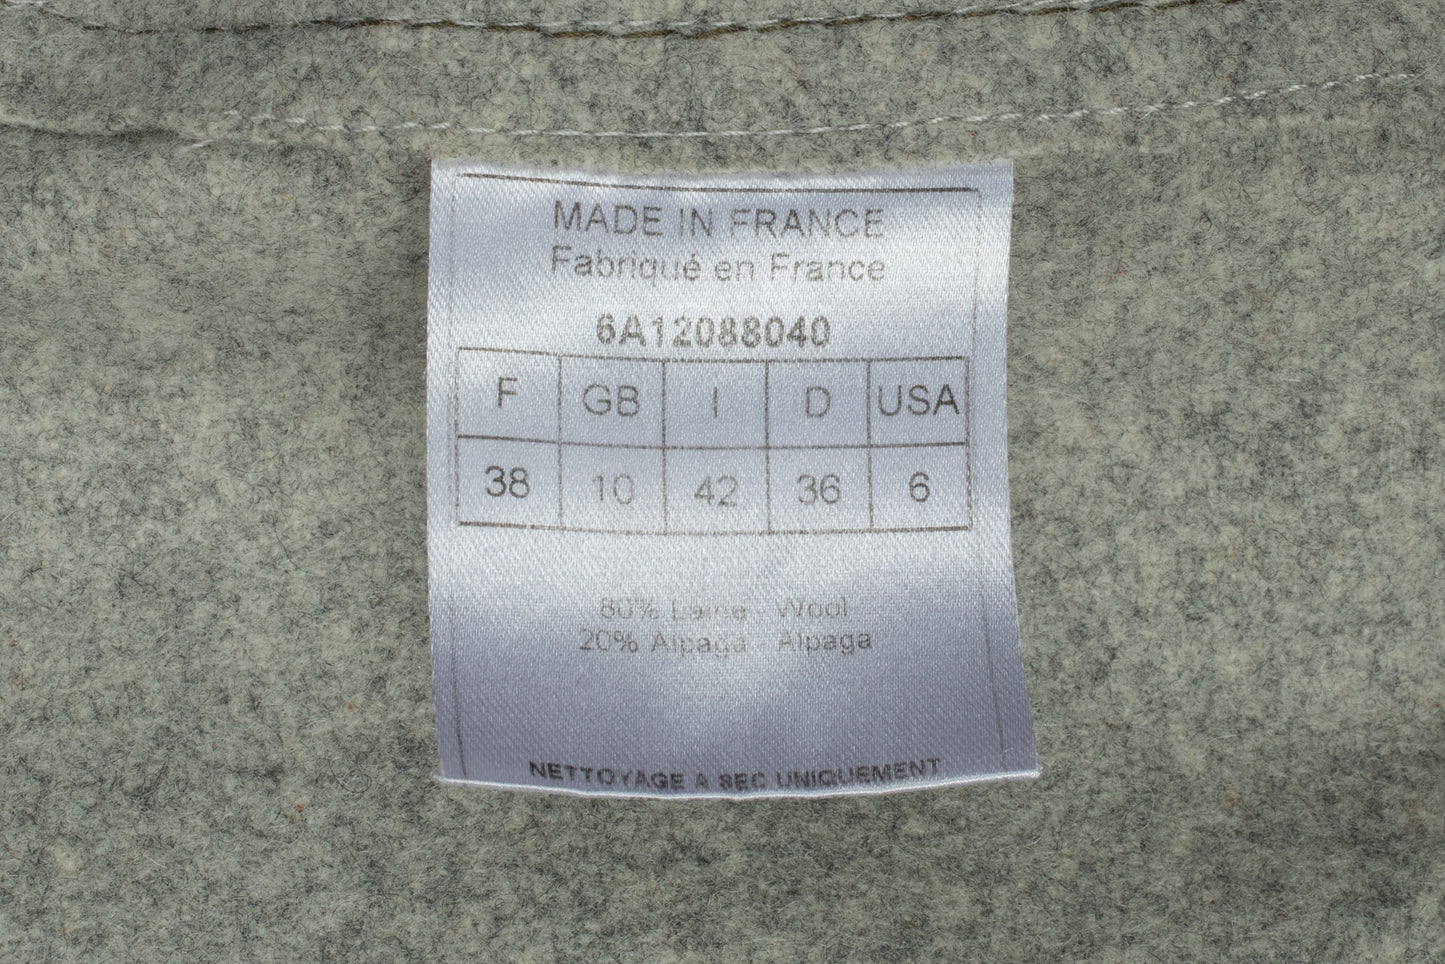 MADE IN FRANCE
Fabriqué en France
6A12088040
F GB I D USA
38 10 42 36 6
80% Laine - Wool
20% Alpaga - Alpaga
NETTOYAGE A SEC UNIQUEMENT